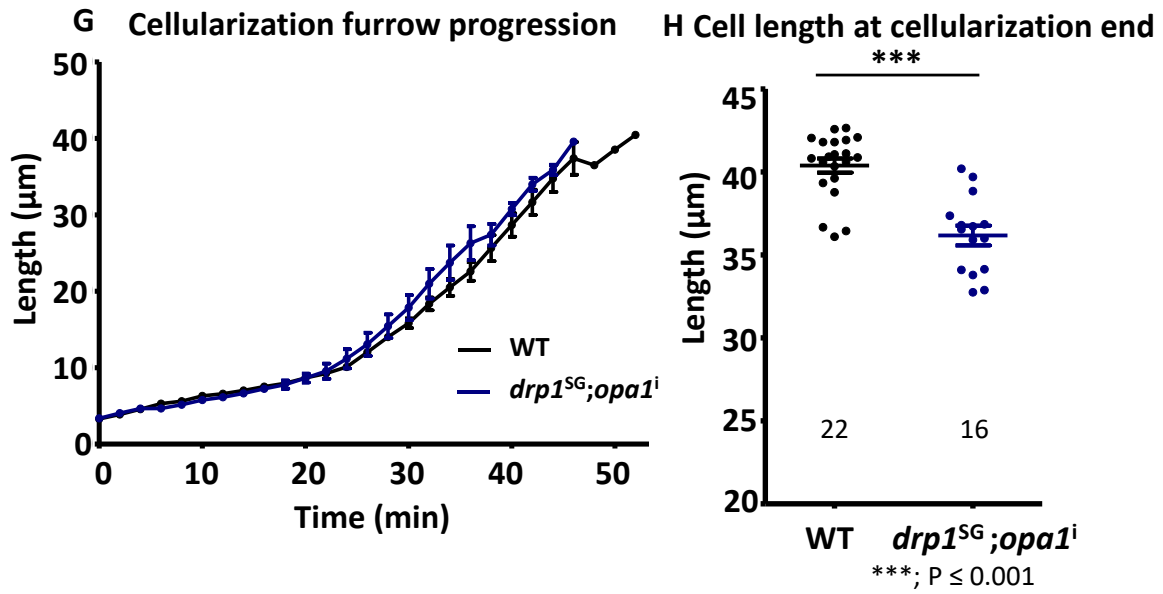 G Cellularization furrow progression
50
40
30
20
10
0
Length (µm)
WT
drp1SG;opa1i
0 10 20 30 40 50
Time (min)
H Cell length at cellularization end
***
45
40
35
30
25
20
Length (µm)
22 16
WT drp1SG;opa1i
***; P ≤ 0.001